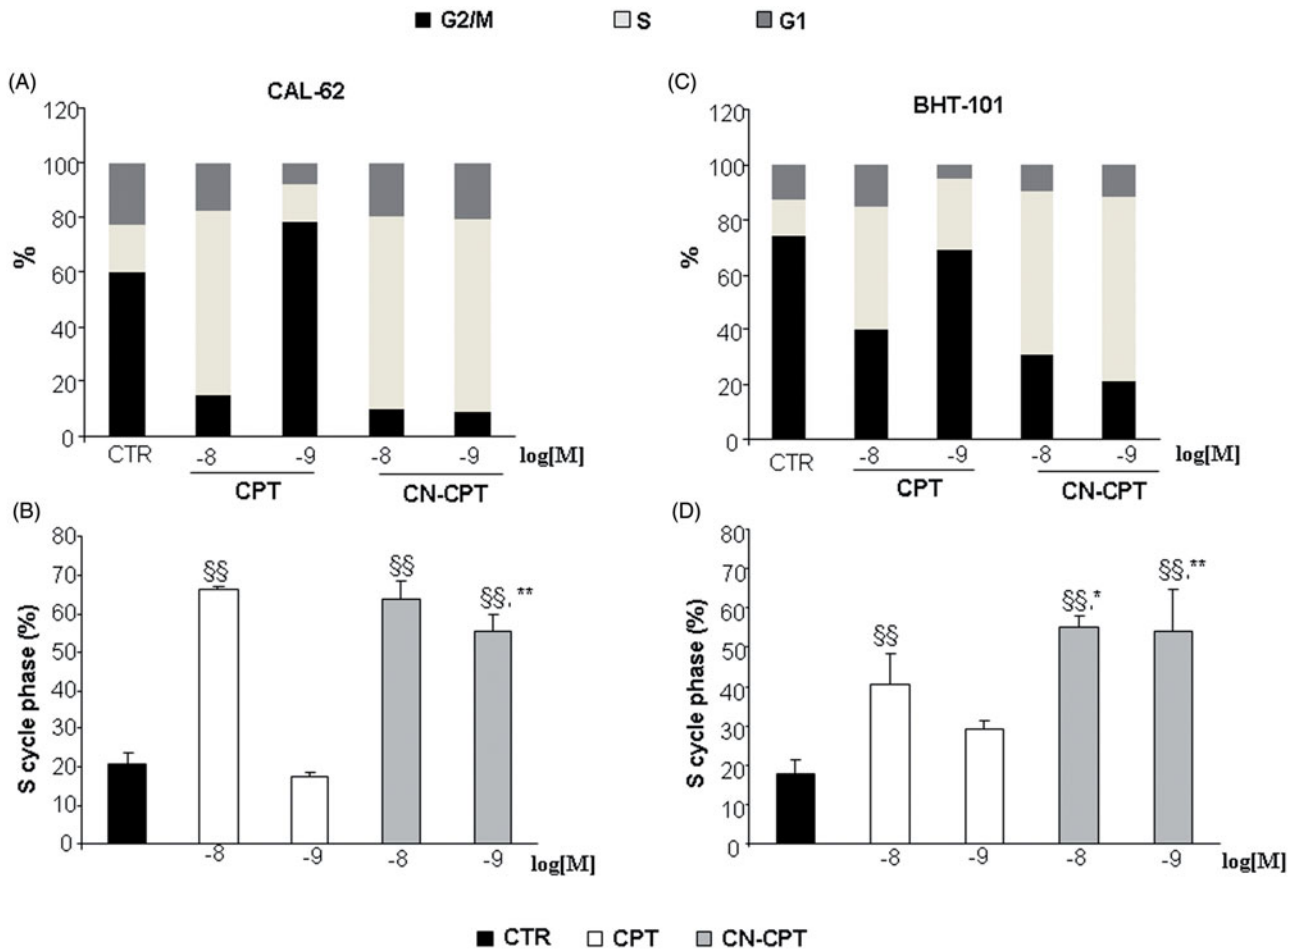 G2/M S G1
(A)
CAL-62
120
100
80
60
40
20
0
%
CTR -8 -9 -8 -9 log[M]
CPT CN-CPT
(C)
BHT-101
120
100
80
60
40
20
0
%
CTR -8 -9 -8 -9 log[M]
CPT CN-CPT
(B)
80
70
60
50
40
30
20
10
0
S cycle phase (%)
§§ §§ §§, **
-8 -9 -8 -9 log[M]
(D)
80
70
60
50
40
30
20
10
0
S cycle phase (%)
§§ §§,* §§,**
-8 -9 -8 -9 log[M]
CTR CPT CN-CPT